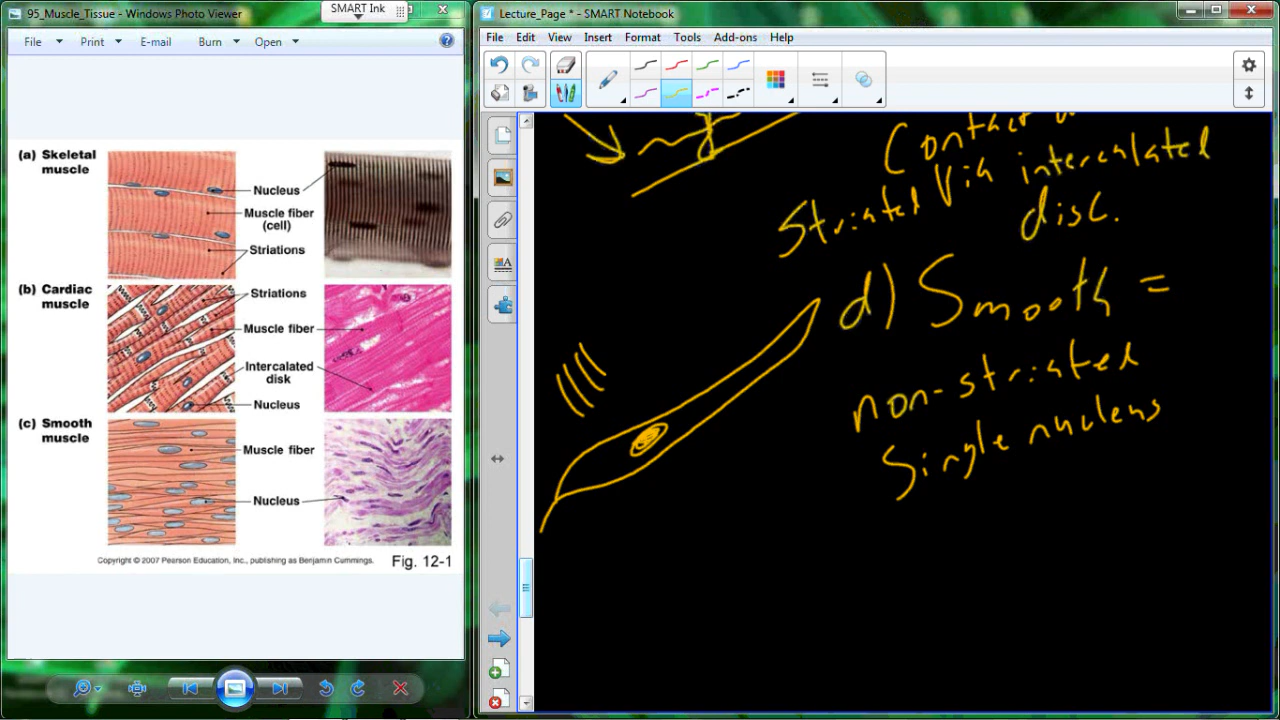 95_Muscle_Tissue - Windows Photo Viewer
SMART Ink
File Print E-mail Burn Open
(a) Skeletal
muscle
Nucleus
Muscle fiber
(cell)
Striations
(b) Cardiac
muscle
Striations
Muscle fiber
Intercalated
disk
Nucleus
(c) Smooth
muscle
Muscle fiber
Nucleus
Copyright © 2007 Pearson Education, Inc., publishing as Benjamin Cummings.
Fig. 12-1
Lecture_Page * - SMART Notebook
File Edit View Insert Format Tools Add-ons Help
Contact
Striated Via intercalated
disc.
d) Smooth =
non-striated
Single nucleus